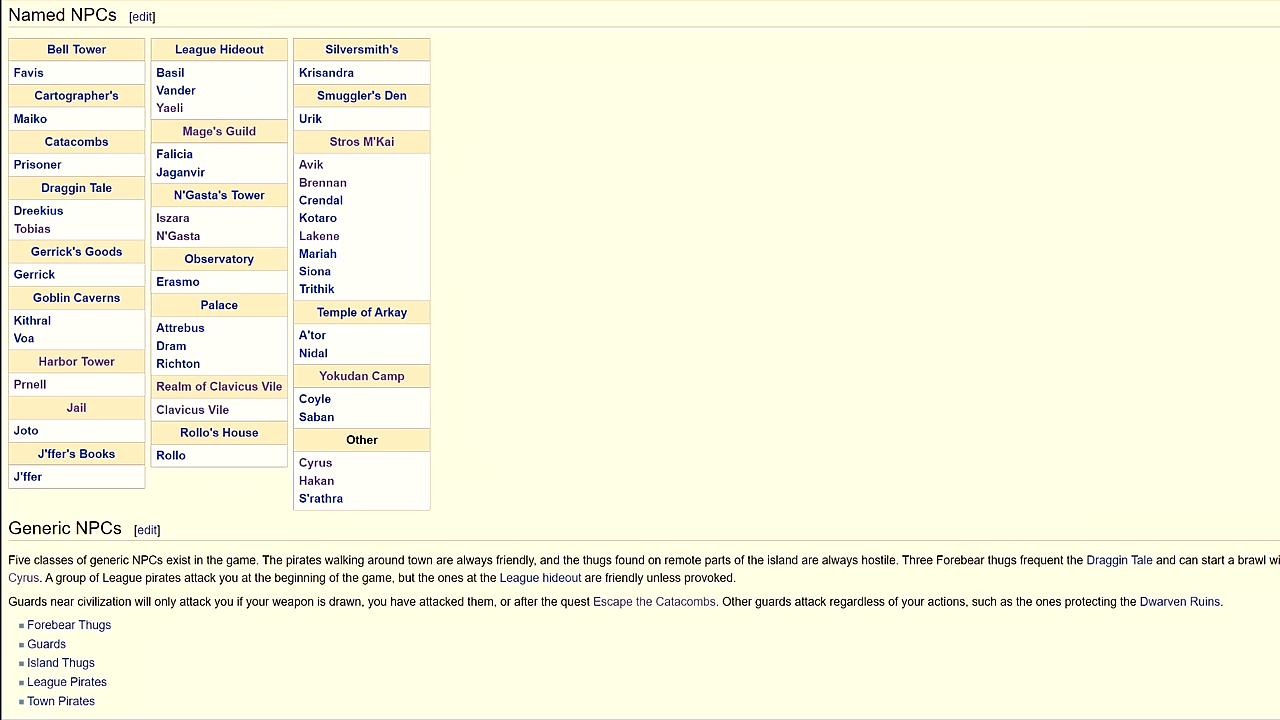 Named NPCs [edit]
Bell Tower
Favis
Cartographer's
Maiko
Catacombs
Prisoner
Draggin Tale
Dreekius
Tobias
Gerrick's Goods
Gerrick
Goblin Caverns
Kithral
Voa
Harbor Tower
Prnell
Jail
Joto
J'ffer's Books
J'ffer
League Hideout
Basil
Vander
Yaeli
Mage's Guild
Falicia
Jaganvir
N'Gasta's Tower
Iszara
N'Gasta
Observatory
Erasmo
Palace
Attrebus
Dram
Richton
Realm of Clavicus Vile
Clavicus Vile
Rollo's House
Rollo
Silversmith's
Krisandra
Smuggler's Den
Urik
Stros M'Kai
Avik
Brennan
Crendal
Kotaro
Lakene
Mariah
Siona
Trithik
Temple of Arkay
A'tor
Nidal
Yokudan Camp
Coyle
Saban
Other
Cyrus
Hakan
S'rathra
Generic NPCs [edit]
Five classes of generic NPCs exist in the game. The pirates walking around town are always friendly, and the thugs found on remote parts of the island are always hostile. Three Forebear thugs frequent the Draggin Tale and can start a brawl wi
Cyrus. A group of League pirates attack you at the beginning of the game, but the ones at the League hideout are friendly unless provoked.
Guards near civilization will only attack you if your weapon is drawn, you have attacked them, or after the quest Escape the Catacombs. Other guards attack regardless of your actions, such as the ones protecting the Dwarven Ruins.
Forebear Thugs
Guards
Island Thugs
League Pirates
Town Pirates